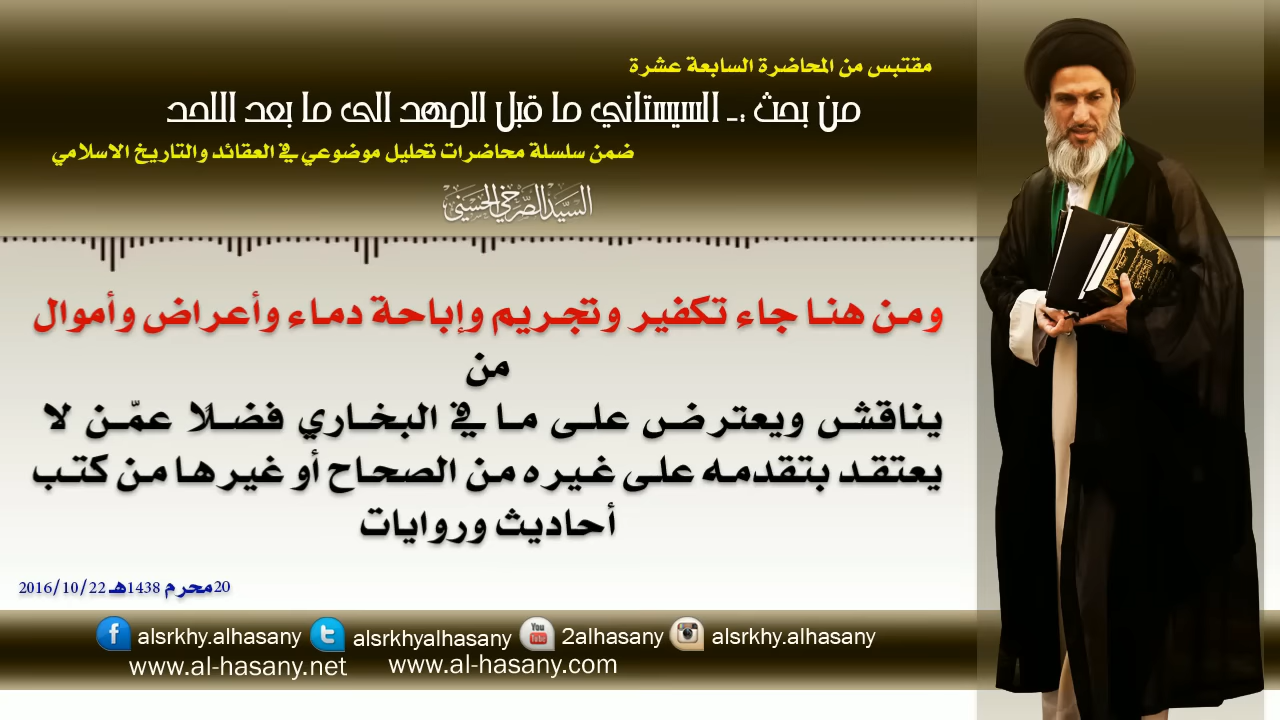 مقتبس من المحاضرة السابعة عشرة
من بحث :ـ السيستاني ما قبل المهد الى ما بعد اللحد
ضمن سلسلة محاضرات تحليل موضوعي في العقائد والتاريخ الاسلامي
السيد الصرخي الحسني
ومن هنا جاء تكفير وتجريم وإباحة دماء وأعراض وأموال
من
يناقش ويعترض على ما في البخاري فضلًا عمّن لا
يعتقد بتقدمه على غيره من الصحاح أو غيرها من كتب
أحاديث وروايات
20محرم 1438هـ 2016/10/22
alsrkhy.alhasany alsrkhyalhasany You Tube 2alhasany alsrkhy.alhasany
www.al-hasany.net www.al-hasany.com